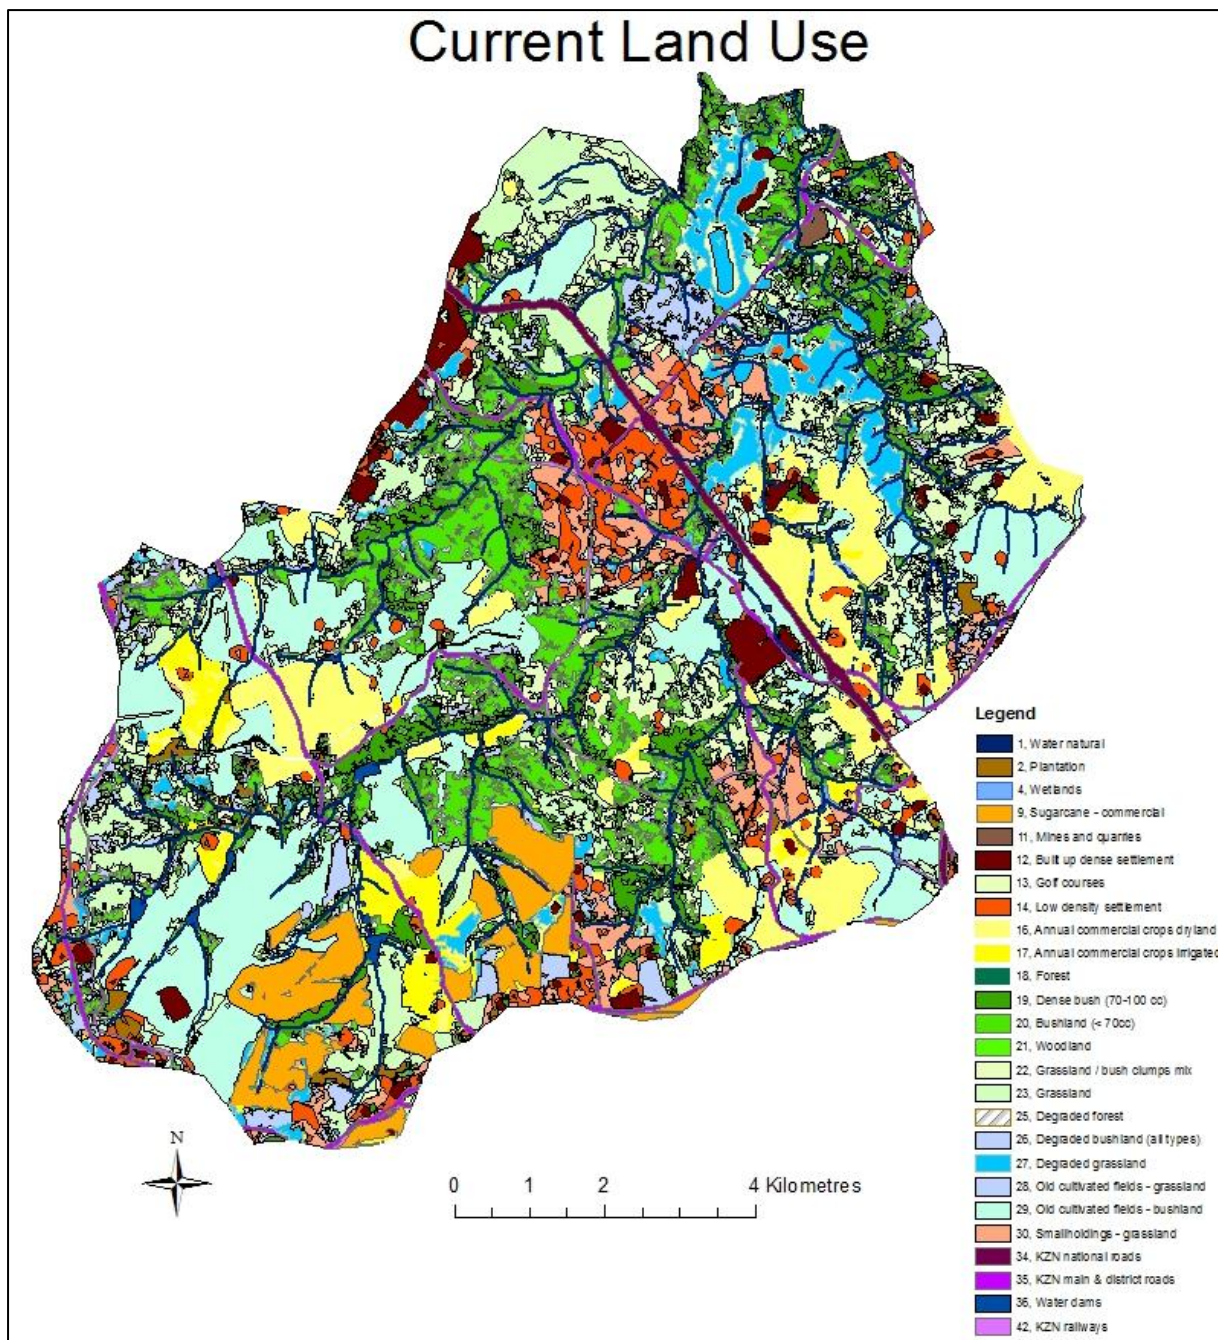 Current Land Use
Legend
1, Water natural
2, Plantation
4, Wetlands
9, Sugarcane - commercial
11, Mines and quarries
12, Built up dense settlement
13, Golf courses
14, Low density settlement
16, Annual commercial crops dryland
17, Annual commercial crops irrigated
18, Forest
19, Dense bush (70-100 cc)
20, Bushland (< 70cc)
21, Woodland
22, Grassland / bush clumps mix
23, Grassland
25, Degraded forest
26, Degraded bushland (all types)
27, Degraded grassland
28, Old cultivated fields - grassland
29, Old cultivated fields - bushland
30, Smallholdings - grassland
34, KZN national roads
35, KZN main & district roads
36, Water dams
42, KZN railways
N
0 1 2 4 Kilometres